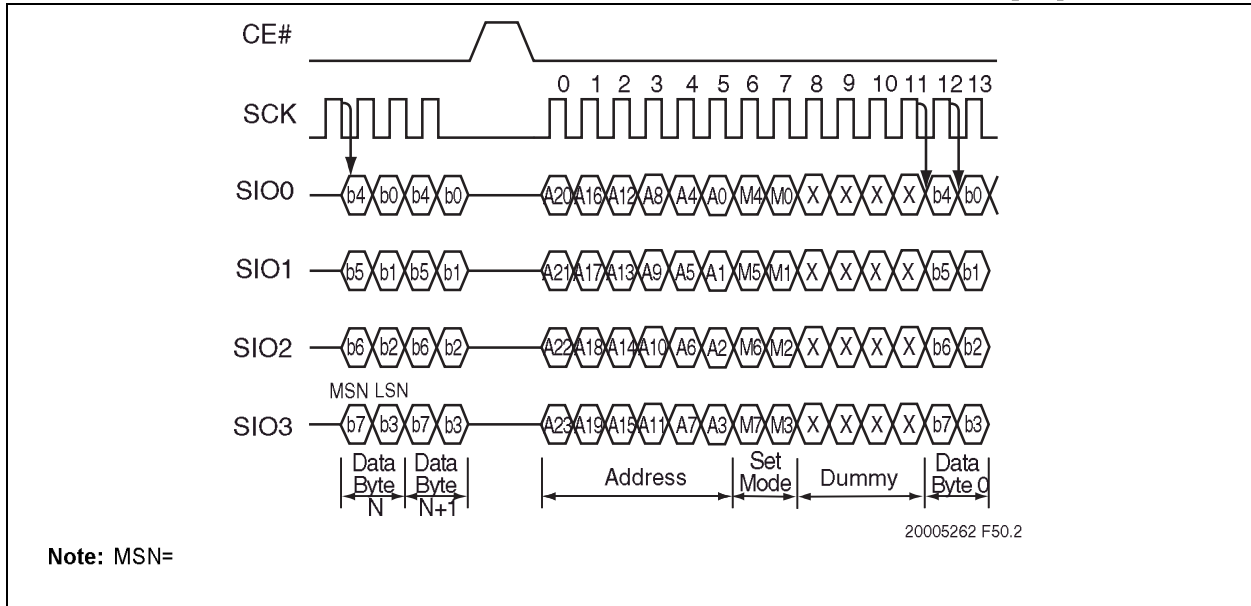 CE#
0 1 2 3 4 5 6 7 8 9 10 11 12 13
SCK
SIO0 b4 b0 b4 b0 A20 A16 A12 A8 A4 A0 M4 M0 X X X X b4 b0
SIO1 b5 b1 b5 b1 A21 A17 A13 A9 A5 A1 M5 M1 X X X X b5 b1
SIO2 b6 b2 b6 b2 A22 A18 A14 A10 A6 A2 M6 M2 X X X X b6 b2
MSN LSN
SIO3 b7 b3 b7 b3 A23 A19 A15 A11 A7 A3 M7 M3 X X X X b7 b3
Data Byte N
Data Byte N+1
Address
Set Mode
Dummy
Data Byte 0
20005262 F50.2
Note: MSN=